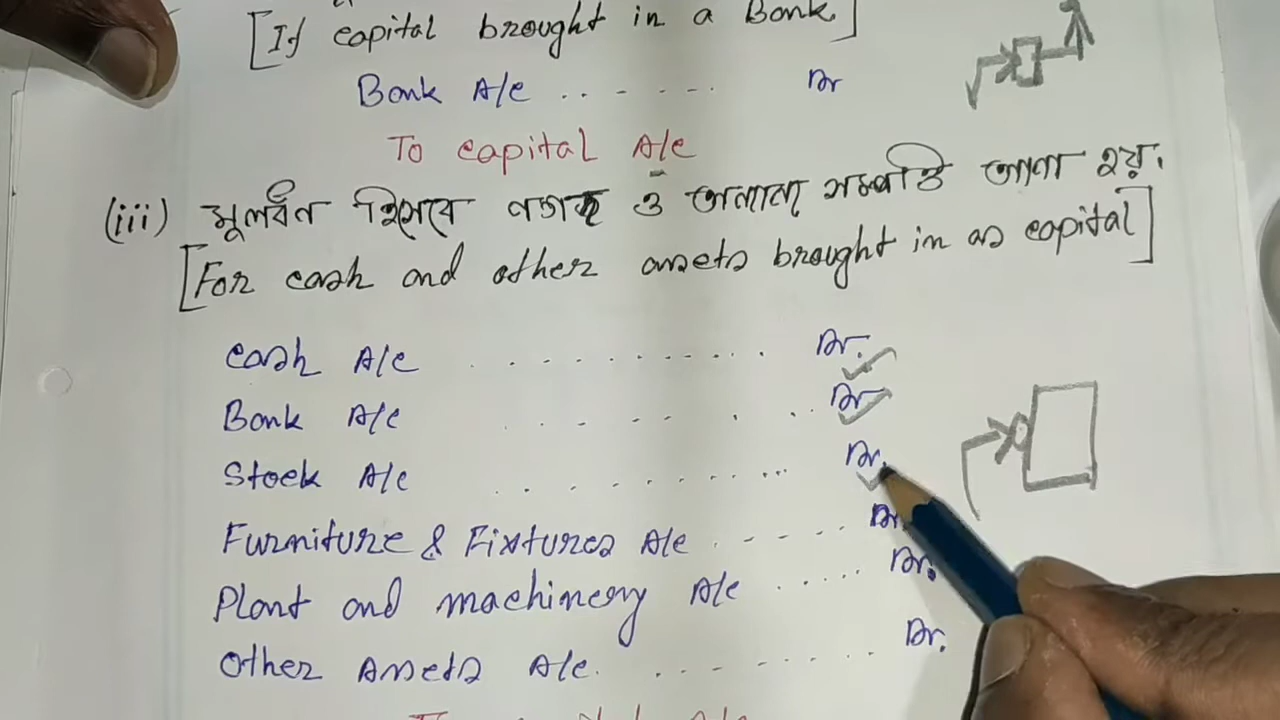 [If capital brought in a Bank]
Bank A/c ........ Dr
To capital A/c
(iii) মূলধন হিসেবে নগদ ও অন্যান্য সম্পত্তি আনা হয়.
[For cash and other assets brought in as capital]
Cash A/c ........... Dr.
Bank A/c ........ Dr
Stock A/c ........... Dr.
Furniture & Fixtures A/c ...... Dr.
Plant and machinery A/c ..... Dr.
Other Assets A/c. ......... Dr.